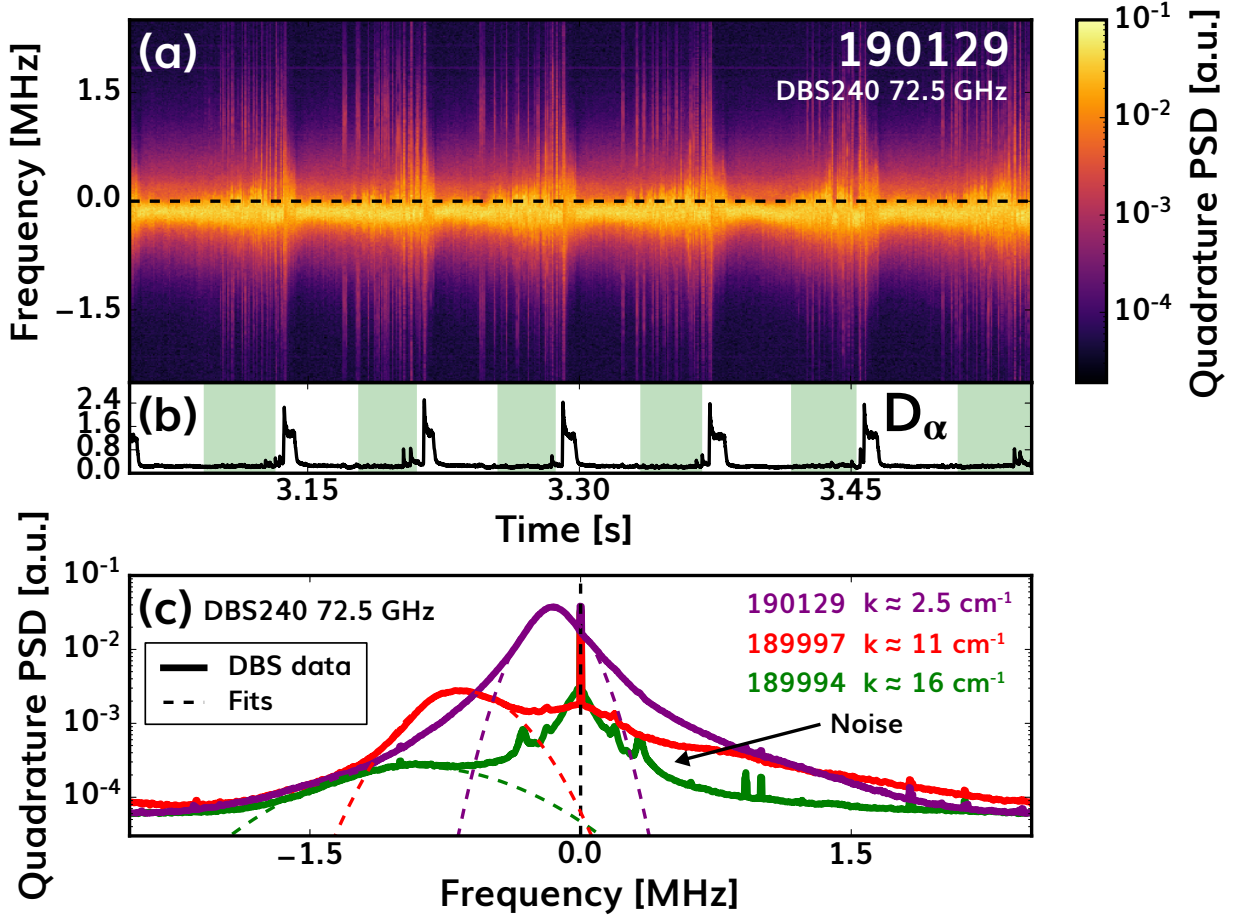 (a)
190129
DBS240 72.5 GHz
Frequency [MHz]
1.5
0.0
−1.5
10⁻¹
10⁻²
10⁻³
10⁻⁴
Quadrature PSD [a.u.]
(b)
Dα
2.4
1.6
0.8
0.0
3.15 3.30 3.45
Time [s]
Quadrature PSD [a.u.]
10⁻¹
10⁻²
10⁻³
10⁻⁴
(c) DBS240 72.5 GHz
DBS data
Fits
190129 k ≈ 2.5 cm⁻¹
189997 k ≈ 11 cm⁻¹
189994 k ≈ 16 cm⁻¹
Noise
−1.5 0.0 1.5
Frequency [MHz]